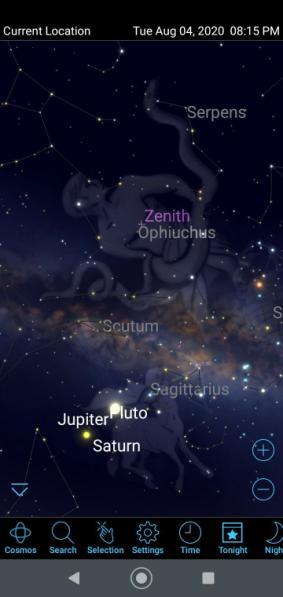 Current Location Tue Aug 04, 2020 08:15 PM
Serpens
Zenith
Ophiuchus
Scutum
S
Sagittarius
Pluto
Jupiter
Saturn
Cosmos Search Selection Settings Time Tonight Nigh